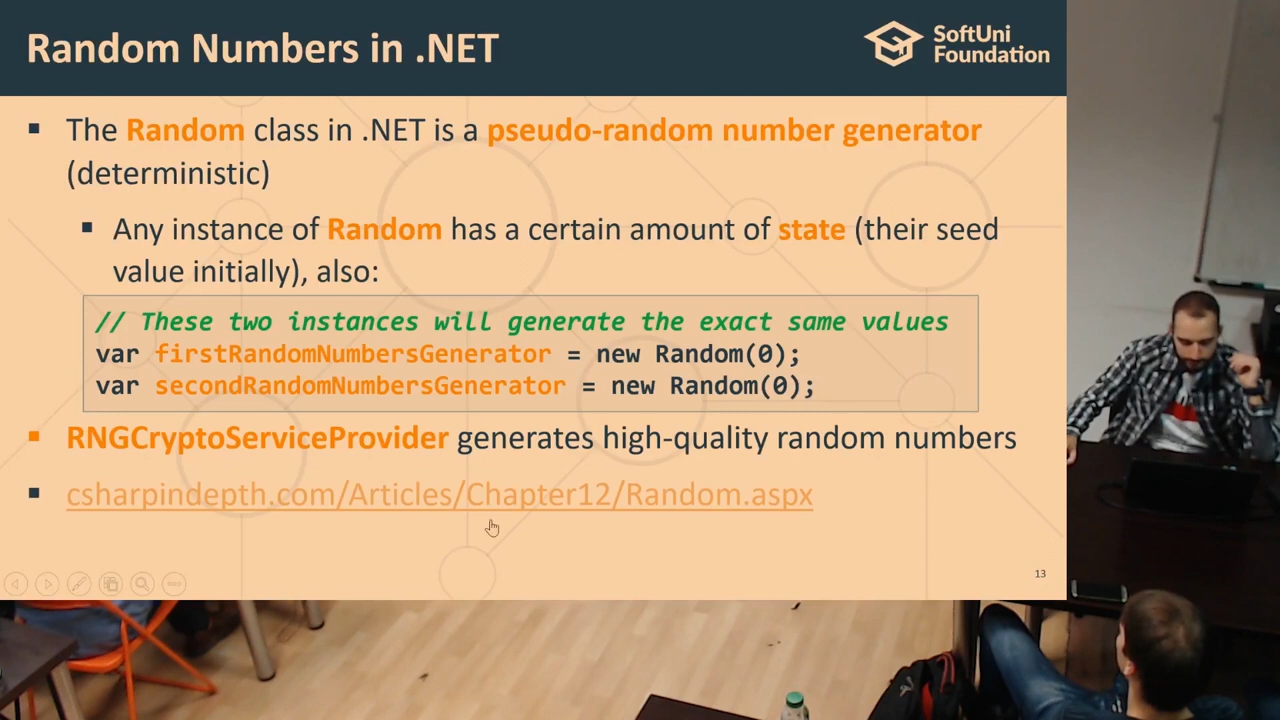 Random Numbers in .NET
SoftUni
Foundation
The Random class in .NET is a pseudo-random number generator
(deterministic)
Any instance of Random has a certain amount of state (their seed
value initially), also:
// These two instances will generate the exact same values
var firstRandomNumbersGenerator = new Random(0);
var secondRandomNumbersGenerator = new Random(0);
RNGCryptoServiceProvider generates high-quality random numbers
csharpindepth.com/Articles/Chapter12/Random.aspx
13